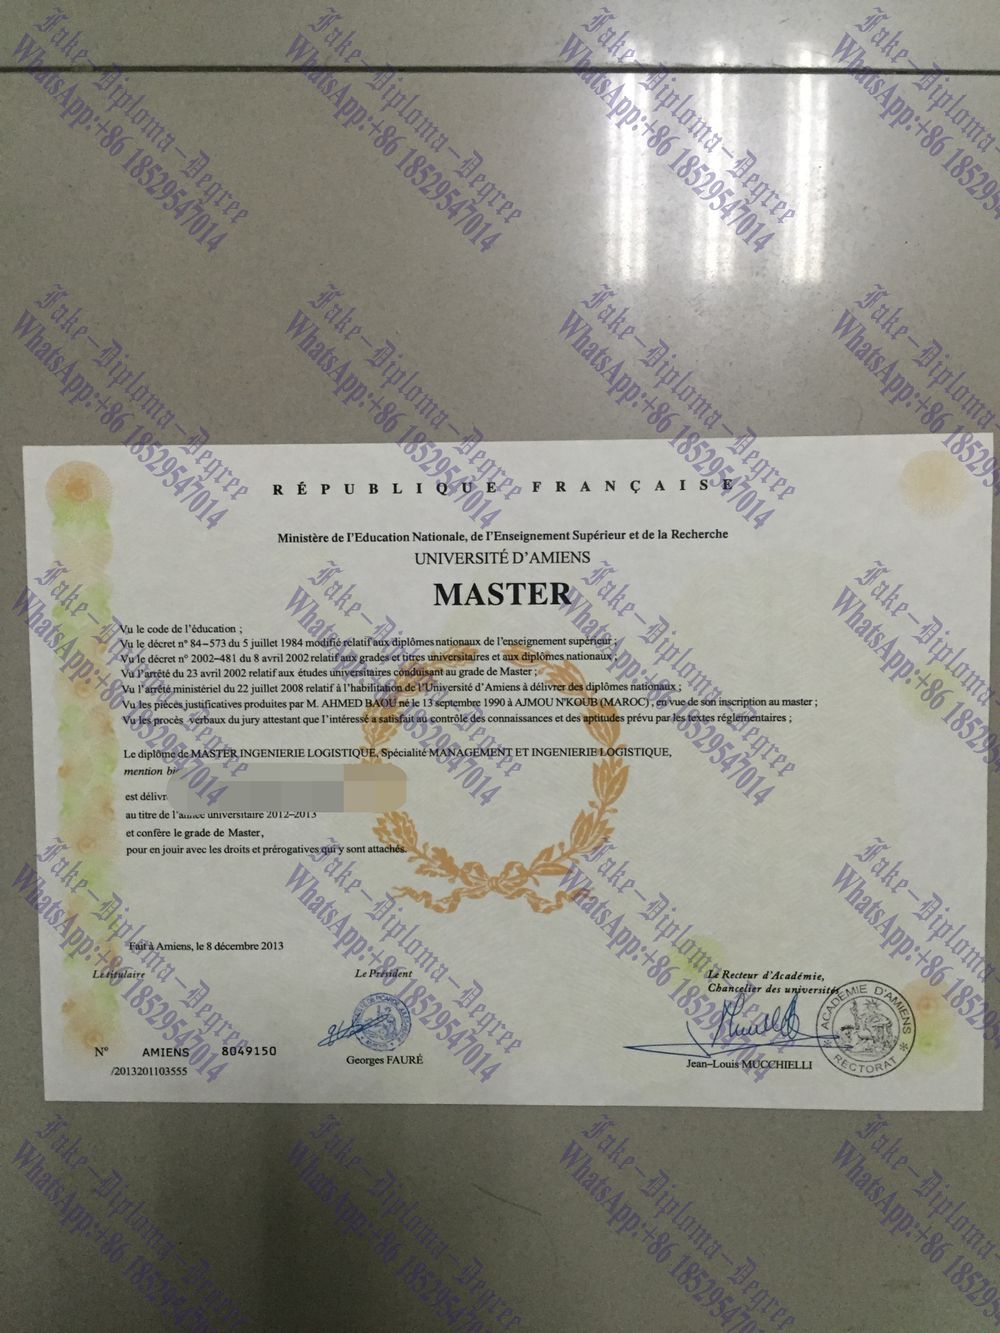 Fake-Diploma-Degree
WhatsApp:+86 18529547014
RÉPUBLIQUE FRANÇAISE
Ministère de l'Education Nationale, de l'Enseignement Supérieur et de la Recherche
UNIVERSITÉ D'AMIENS
MASTER
Vu le code de l'éducation ;
Vu le décret n° 84-573 du 5 juillet 1984 modifié relatif aux diplômes nationaux de l'enseignement supérieur ;
Vu le décret n° 2002-481 du 8 avril 2002 relatif aux grades et titres universitaires et aux diplômes nationaux ;
Vu l'arrêté du 23 avril 2002 relatif aux études universitaires conduisant au grade de Master ;
Vu l'arrêté ministériel du 22 juillet 2008 relatif à l'habilitation de l'Université d'Amiens à délivrer des diplômes nationaux ;
Vu les pièces justificatives produites par M. AHMED BAOU né le 13 septembre 1990 à AJMOU N'KOUB (MAROC) , en vue de son inscription au master ;
Vu les procès verbaux du jury attestant que l'intéressé a satisfait au contrôle des connaissances et des aptitudes prévu par les textes réglementaires ;
Le diplôme de MASTER INGENIERIE LOGISTIQUE, Spécialité MANAGEMENT ET INGENIERIE LOGISTIQUE,
mention bi
est délivr
au titre de l'année universitaire 2012-2013
et confère le grade de Master,
pour en jouir avec les droits et prérogatives qui y sont attachés.
Fait à Amiens, le 8 décembre 2013
Le titulaire
Le Président
Le Recteur d'Académie,
Chancelier des universités
ACADÉMIE D'AMIENS
RECTORAT
Georges FAURÉ
Jean-Louis MUCCHIELLI
N° AMIENS 8049150
/2013201103555